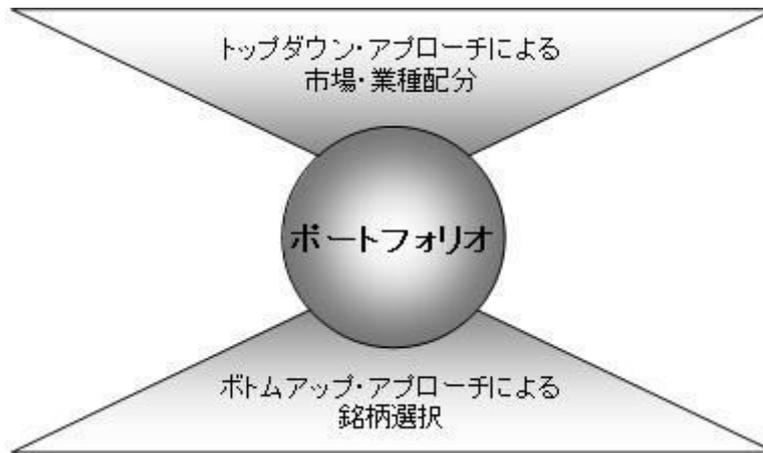 トップダウン・アプローチによる
市場・業種配分
ポートフォリオ
ボトムアップ・アプローチによる
銘柄選択